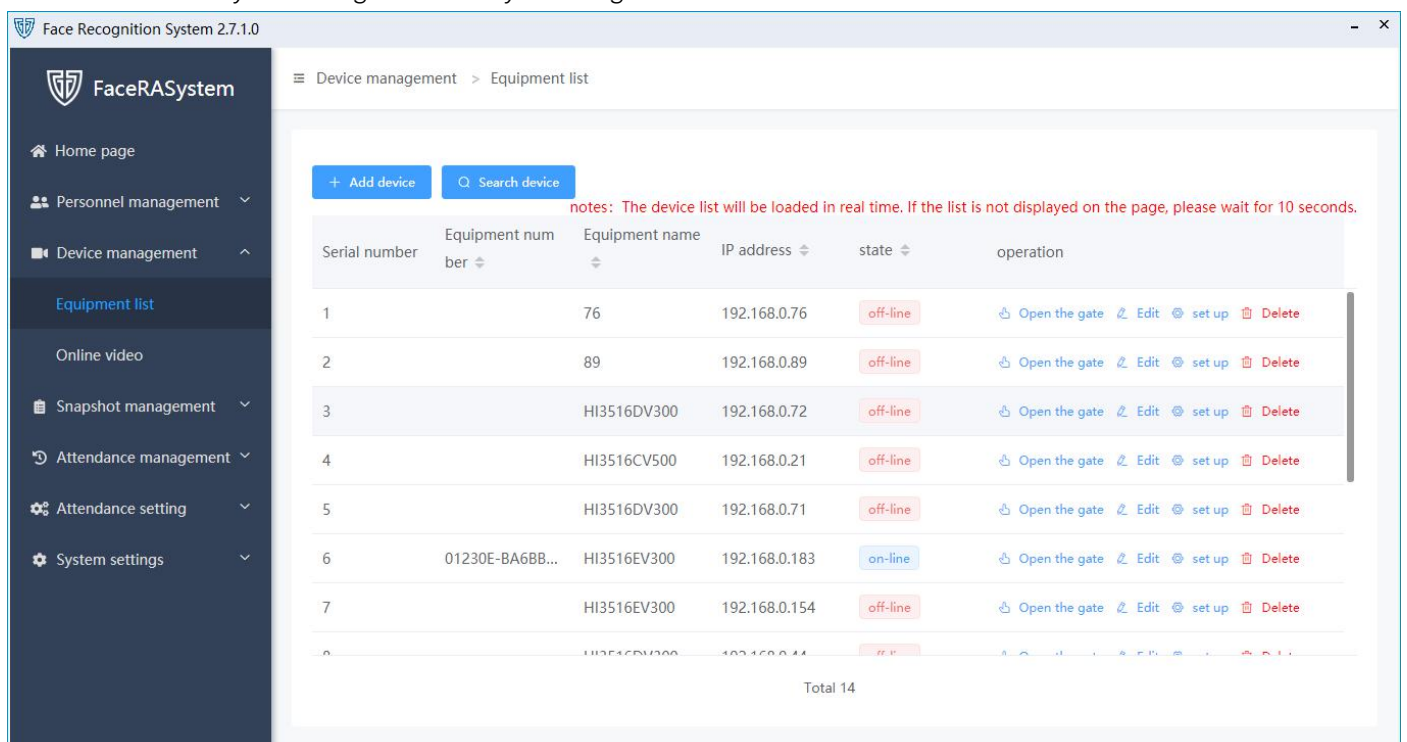 Face Recognition System 2.7.1.0
FaceRASystem
Device management > Equipment list
Home page
Personnel management
Device management
Equipment list
Online video
Snapshot management
Attendance management
Attendance setting
System settings
+ Add device Search device
notes: The device list will be loaded in real time. If the list is not displayed on the page, please wait for 10 seconds.
Serial number Equipment num Equipment name IP address state operation
ber
1 76 192.168.0.76 off-line Open the gate Edit set up Delete
2 89 192.168.0.89 off-line Open the gate Edit set up Delete
3 HI3516DV300 192.168.0.72 off-line Open the gate Edit set up Delete
4 HI3516CV500 192.168.0.21 off-line Open the gate Edit set up Delete
5 HI3516DV300 192.168.0.71 off-line Open the gate Edit set up Delete
6 01230E-BA6BB... HI3516EV300 192.168.0.183 on-line Open the gate Edit set up Delete
7 HI3516EV300 192.168.0.154 off-line Open the gate Edit set up Delete
Total 14